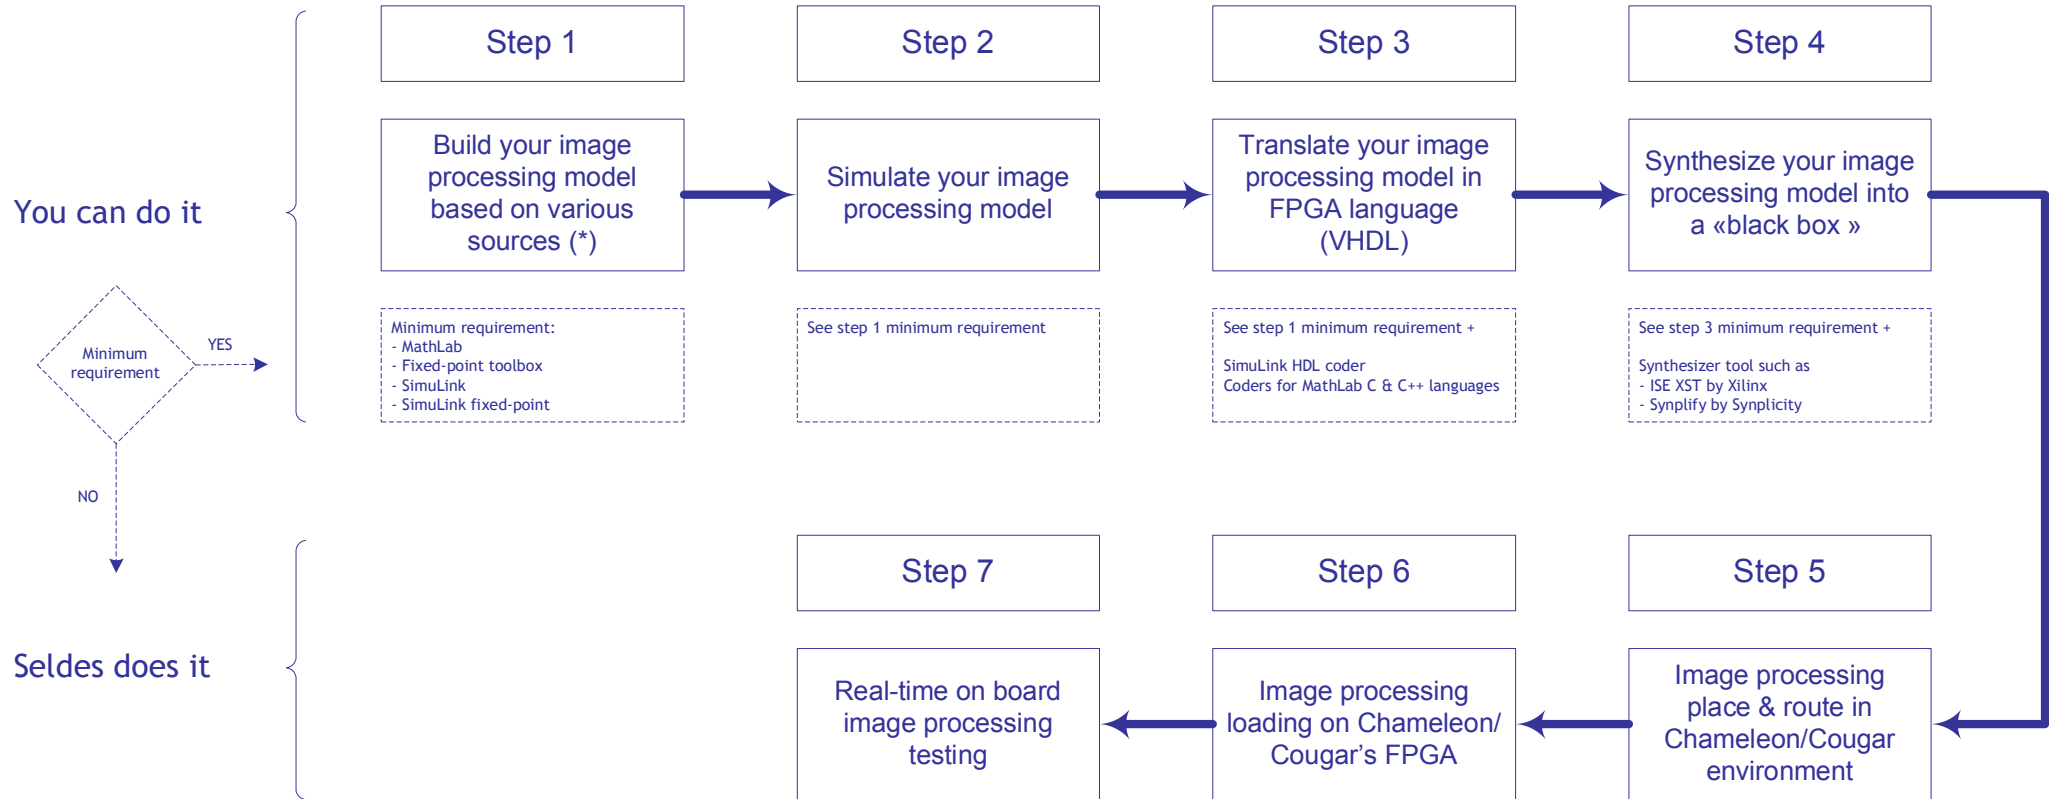 Step 1
Step 2
Step 3
Step 4
You can do it
Build your image
processing model
based on various
sources (*)
Simulate your image
processing model
Translate your image
processing model in
FPGA language
(VHDL)
Synthesize your image
processing model into
a «black box »
Minimum
requirement
YES
NO
Minimum requirement:
- MathLab
- Fixed-point toolbox
- SimuLink
- SimuLink fixed-point
See step 1 minimum requirement
See step 1 minimum requirement +
SimuLink HDL coder
Coders for MathLab C & C++ languages
See step 3 minimum requirement +
Synthesizer tool such as
- ISE XST by Xilinx
- Synplify by Synplicity
Step 7
Step 6
Step 5
Seldes does it
Real-time on board
image processing
testing
Image processing
loading on Chameleon/
Cougar's FPGA
Image processing
place & route in
Chameleon/Cougar
environment